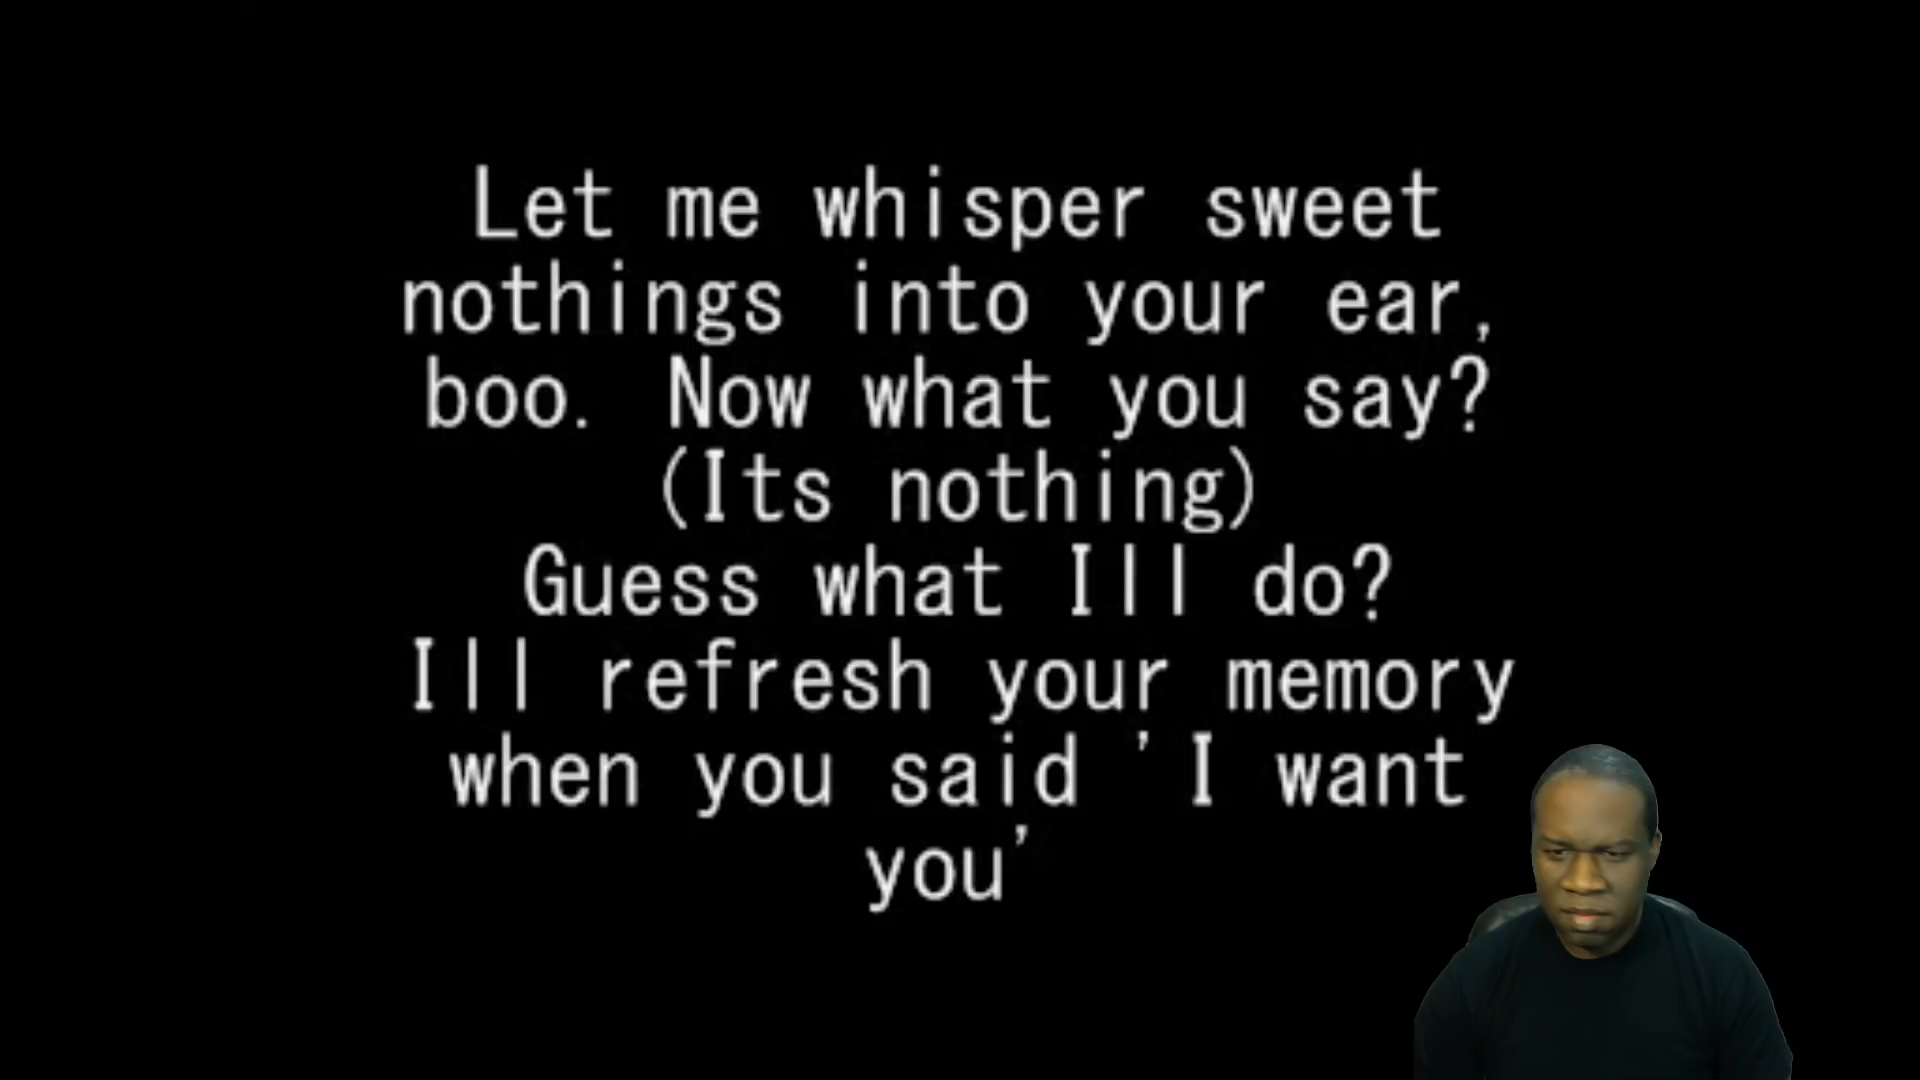 Let me whisper sweet
nothings into your ear,
boo. Now what you say?
(Its nothing)
Guess what Ill do?
Ill refresh your memory
when you said 'I want
you'